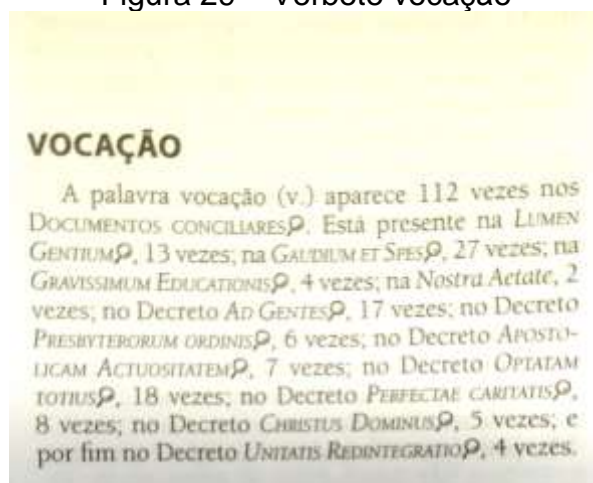 Figura 20 – Verbete vocação
VOCAÇÃO
A palavra vocação (v.) aparece 112 vezes nos
DOCUMENTOS CONCILIARES. Está presente na LUMEN
GENTIUM, 13 vezes; na GAUDIUM ET SPES, 27 vezes; na
GRAVISSIMUM EDUCATIONIS, 4 vezes; na Nostra Aetate, 2
vezes; no Decreto AD GENTES, 17 vezes; no Decreto
PRESBYTERORUM ORDINIS, 6 vezes; no Decreto APOSTO-
LICAM ACTUOSITATEM, 7 vezes; no Decreto OPTATAM
TOTIUS, 18 vezes; no Decreto PERFECTAE CARITATIS,
8 vezes; no Decreto CHRISTUS DOMINUS, 5 vezes; e
por fim no Decreto UNITATIS REDINTEGRATIO, 4 vezes.